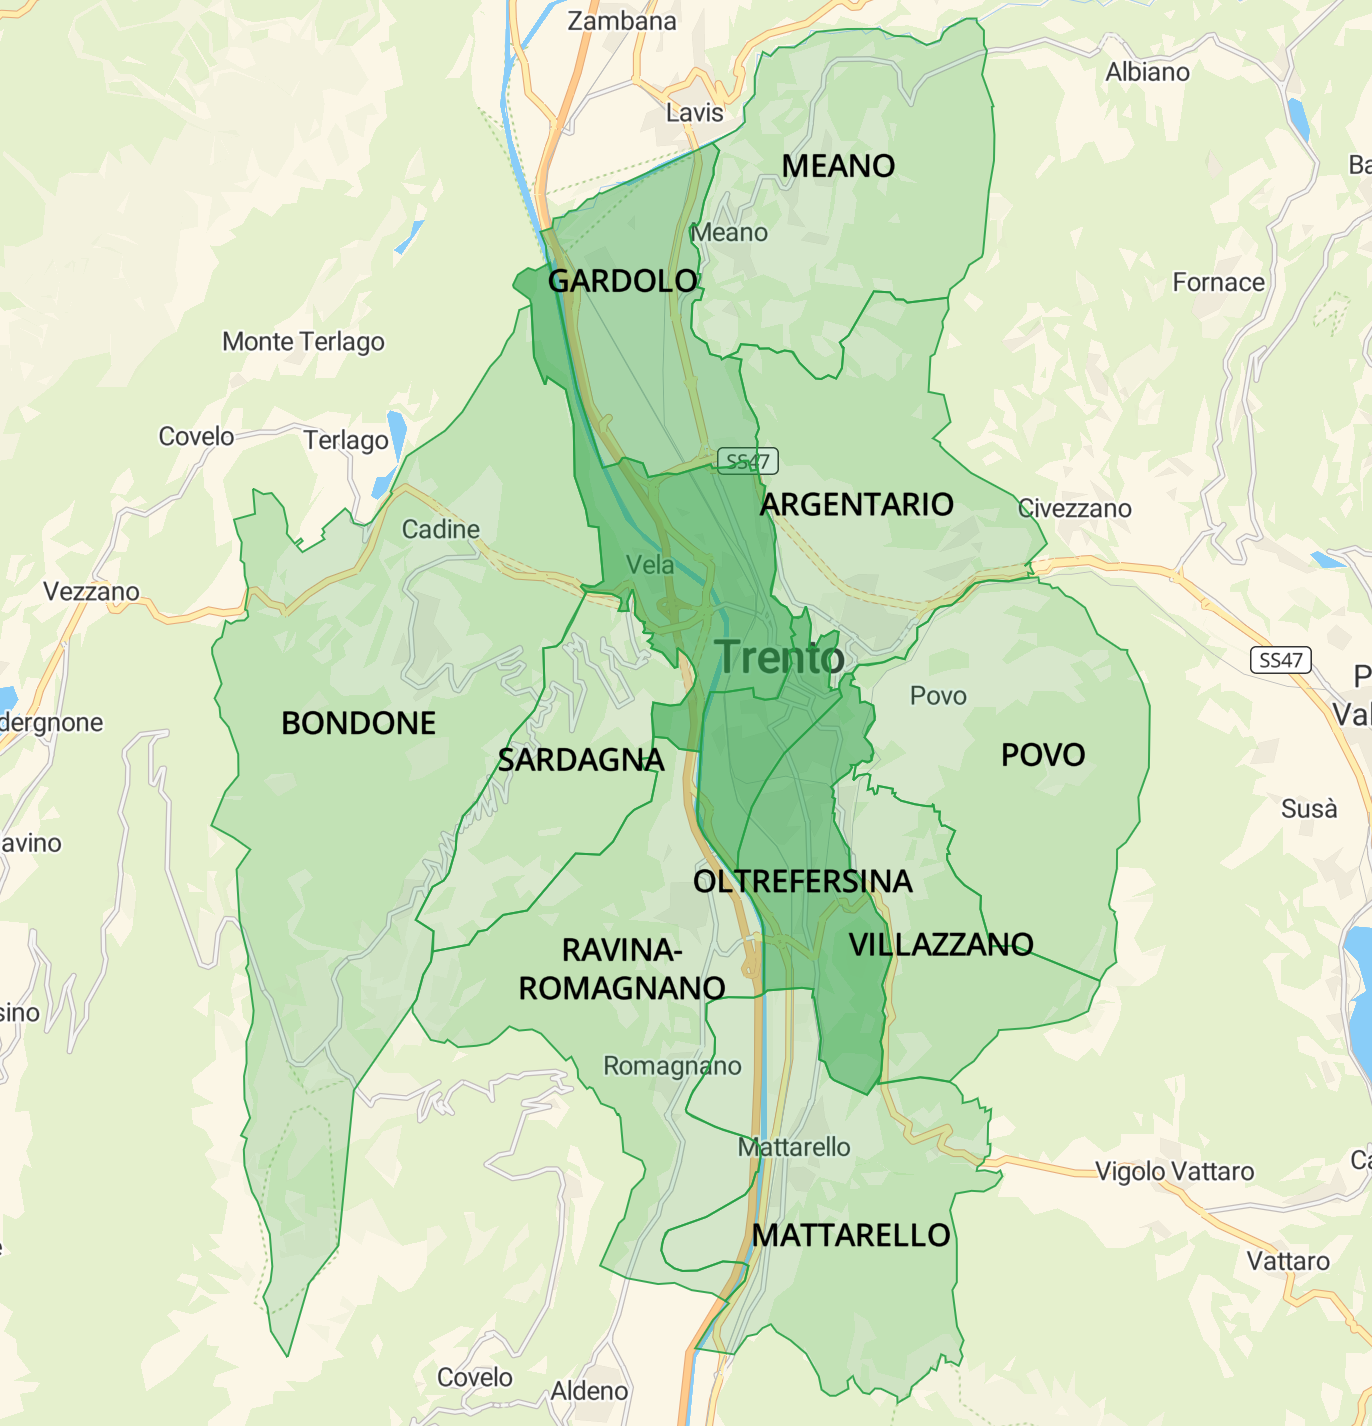 Zambana
Albiano
Lavis
MEANO
Ba
Meano
GARDOLO
Fornace
Monte Terlago
Covelo
Terlago
SS47
ARGENTARIO
Civezzano
Cadine
Vela
Vezzano
Trento
SS47
P
Povo
Val
dergnone
BONDONE
SARDAGNA
POVO
Susà
avino
OLTREFERSINA
VILLAZZANO
RAVINA-
ROMAGNANO
sino
Romagnano
Mattarello
Vigolo Vattaro
Ca
MATTARELLO
Vattaro
e
Covelo
Aldeno